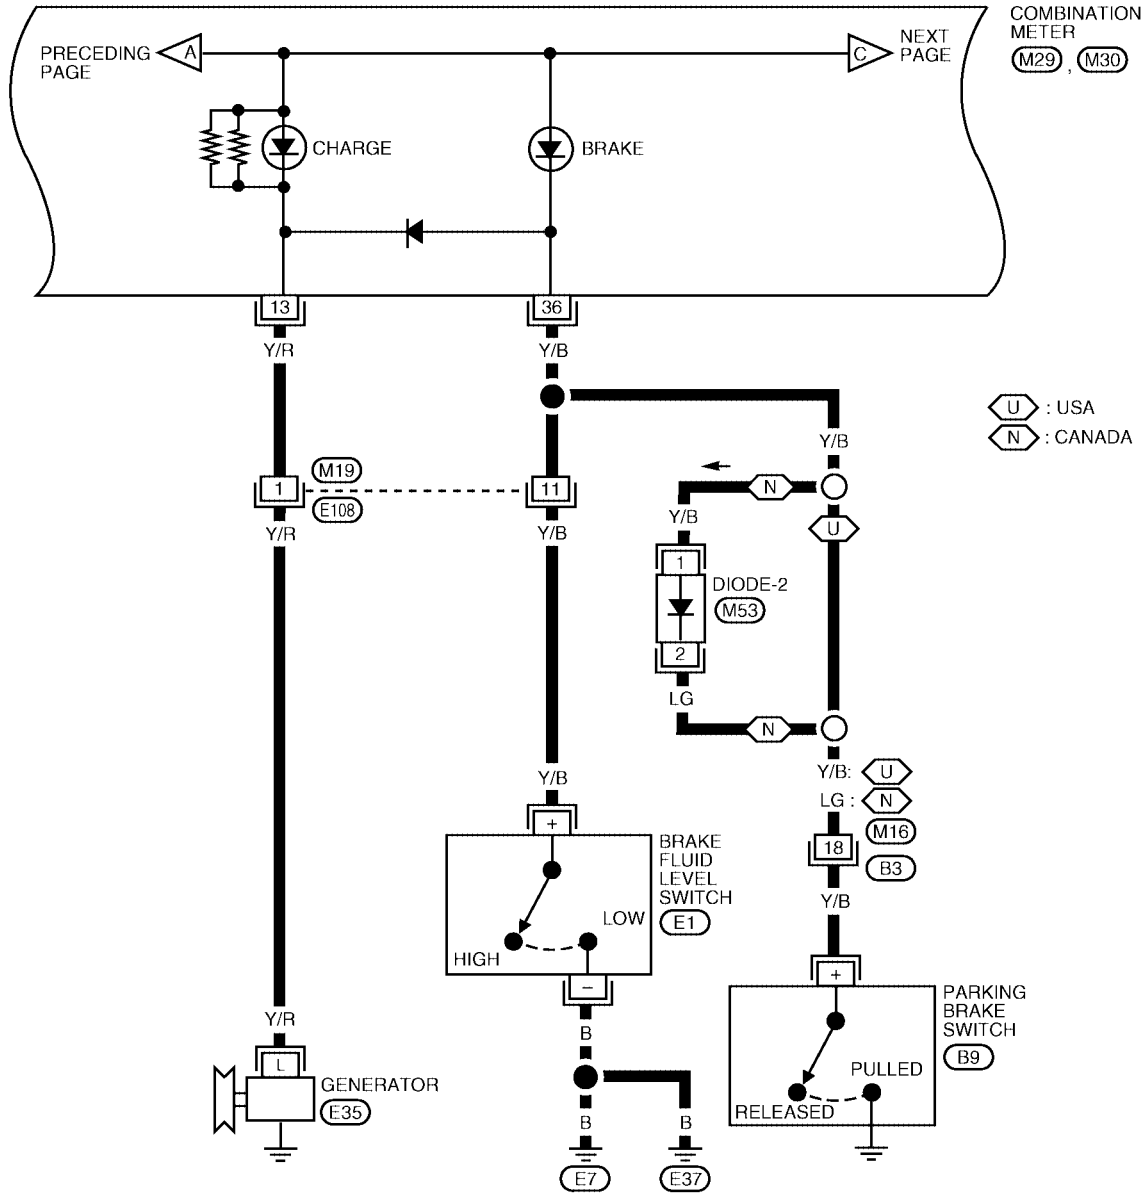 COMBINATION
METER
M29 , M30
PRECEDING
PAGE
A
C
NEXT
PAGE
CHARGE
BRAKE
13
36
Y/R
Y/B
U : USA
N : CANADA
Y/B
M19
1
11
E108
N
U
Y/R
Y/B
Y/B
1
DIODE-2
M53
2
LG
N
Y/B
Y/B: U
LG : N
M16
18
B3
+
BRAKE
FLUID
LEVEL
SWITCH
E1
LOW
HIGH
–
Y/B
+
PARKING
BRAKE
SWITCH
B9
PULLED
RELEASED
Y/R
L
GENERATOR
E35
B
B
B
E7
E37